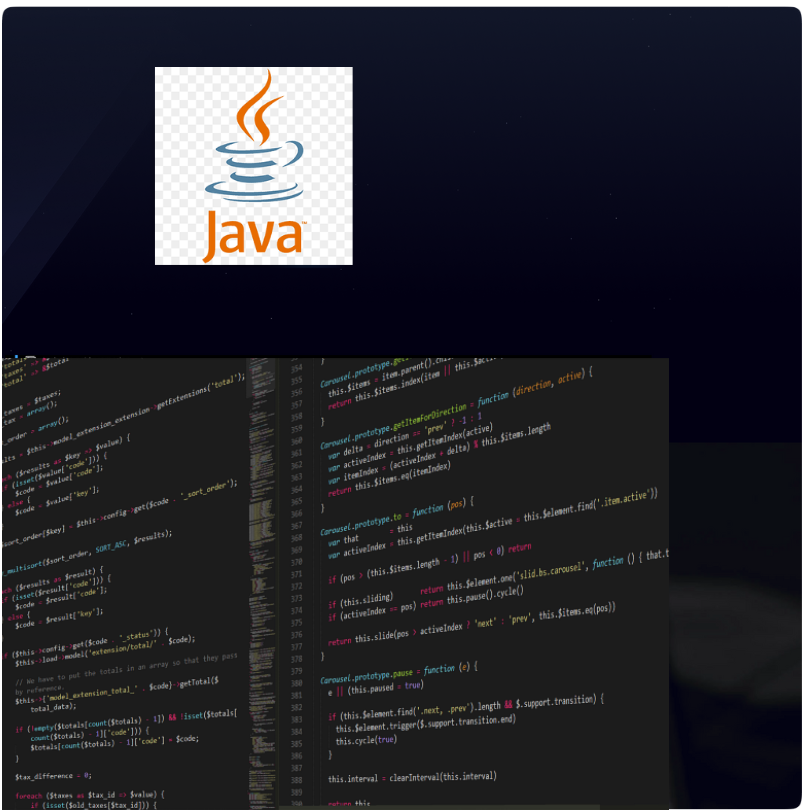 Java™
'total'
'taxes' => $taxes;
'total' => &$total
taxes = $taxes;
tax = array();
_order = array();
$this->model_extension_extension->getExtensions('total');
($results as $key => $value) {
(isset($value['code'])) {
$code = $value['code'];
else {
$code = $value['key'];
sort_order[$key] = $this->config->get($code . '_sort_order');
_multisort($sort_order, SORT_ASC, $results);
($results as $result) {
(isset($result['code'])) {
$code = $result['code'];
else {
$code = $result['key'];
if ($this->config->get($code . '_status')) {
$this->load->model('extension/total/' . $code);
// We have to put the totals in an array so that they pass
by reference.
$this->{'model_extension_total_' . $code}->getTotal($
total_data);
if (!empty($totals[count($totals) - 1]) && !isset($totals[
count($totals) - 1]['code'])) {
$totals[count($totals) - 1]['code'] = $code;
}
$tax_difference = 0;
foreach ($taxes as $tax_id => $value) {
if (isset($old_taxes[$tax_id])) {
354 }
355 Carousel.prototype.
356 this.$items = item.parent().
357 return this.$items.index(item || this.
358 }
359
360 Carousel.prototype.getItemForDirection = function (direction, active) {
361 var delta = direction == 'prev' ? -1 : 1
362 var activeIndex = this.getItemIndex(active)
363 var itemIndex = (activeIndex + delta) % this.$items.length
364 return this.$items.eq(itemIndex)
365 }
366
367 Carousel.prototype.to = function (pos) {
368 var that = this
369 var activeIndex = this.getItemIndex(this.$active = this.$element.find('.item.active'))
370
371 if (pos > (this.$items.length - 1) || pos < 0) return
372
373 if (this.sliding) return this.$element.one('slid.bs.carousel', function () { that.t
374 if (activeIndex == pos) return this.pause().cycle()
375
376 return this.slide(pos > activeIndex ? 'next' : 'prev', this.$items.eq(pos))
377 }
378
379 Carousel.prototype.pause = function (e) {
380 e || (this.paused = true)
381
382 if (this.$element.find('.next, .prev').length && $.support.transition) {
383 this.$element.trigger($.support.transition.end)
384 this.cycle(true)
385 }
386
387 this.interval = clearInterval(this.interval)
388
389 return this